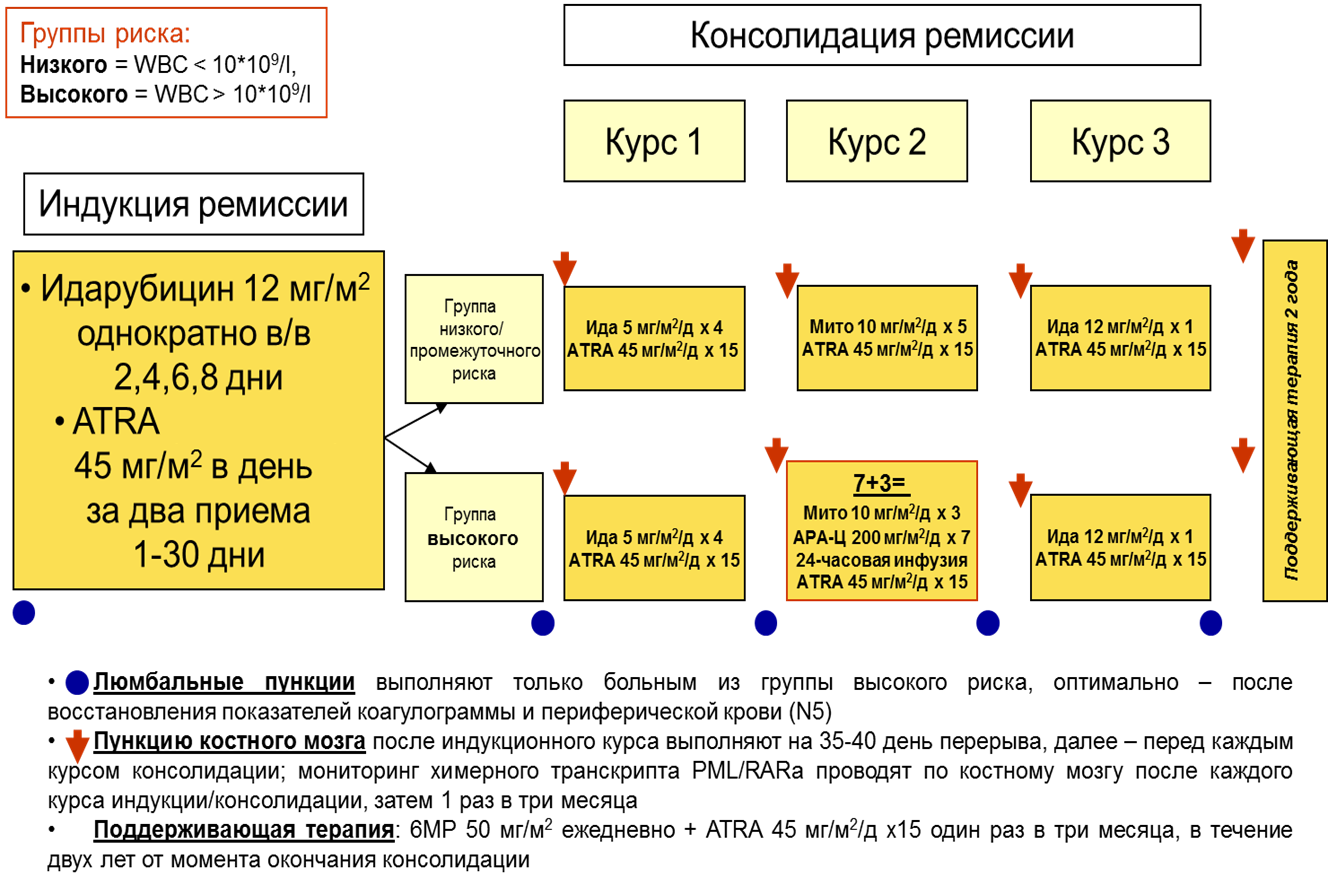 Группы риска:
Низкого = WBC < 10*10⁹/l,
Высокого = WBC > 10*10⁹/l
Консолидация ремиссии
Курс 1
Курс 2
Курс 3
Индукция ремиссии
• Идарубицин 12 мг/м²
однократно в/в
2,4,6,8 дни
• ATRA
45 мг/м² в день
за два приема
1-30 дни
Группа
низкого/
промежуточного
риска
Ида 5 мг/м²/д x 4
ATRA 45 мг/м²/д x 15
Мито 10 мг/м²/д x 5
ATRA 45 мг/м²/д x 15
Ида 12 мг/м²/д x 1
ATRA 45 мг/м²/д x 15
Группа
высокого
риска
Ида 5 мг/м²/д x 4
ATRA 45 мг/м²/д x 15
7+3=
Мито 10 мг/м²/д x 3
АРА-Ц 200 мг/м²/д x 7
24-часовая инфузия
ATRA 45 мг/м²/д x 15
Ида 12 мг/м²/д x 1
ATRA 45 мг/м²/д x 15
Поддерживающая терапия 2 года
• Люмбальные пункции выполняют только больным из группы высокого риска, оптимально – после
восстановления показателей коагулограммы и периферической крови (N5)
• Пункцию костного мозга после индукционного курса выполняют на 35-40 день перерыва, далее – перед каждым
курсом консолидации; мониторинг химерного транскрипта PML/RARa проводят по костному мозгу после каждого
курса индукции/консолидации, затем 1 раз в три месяца
• Поддерживающая терапия: 6МР 50 мг/м² ежедневно + ATRA 45 мг/м²/д x15 один раз в три месяца, в течение
двух лет от момента окончания консолидации